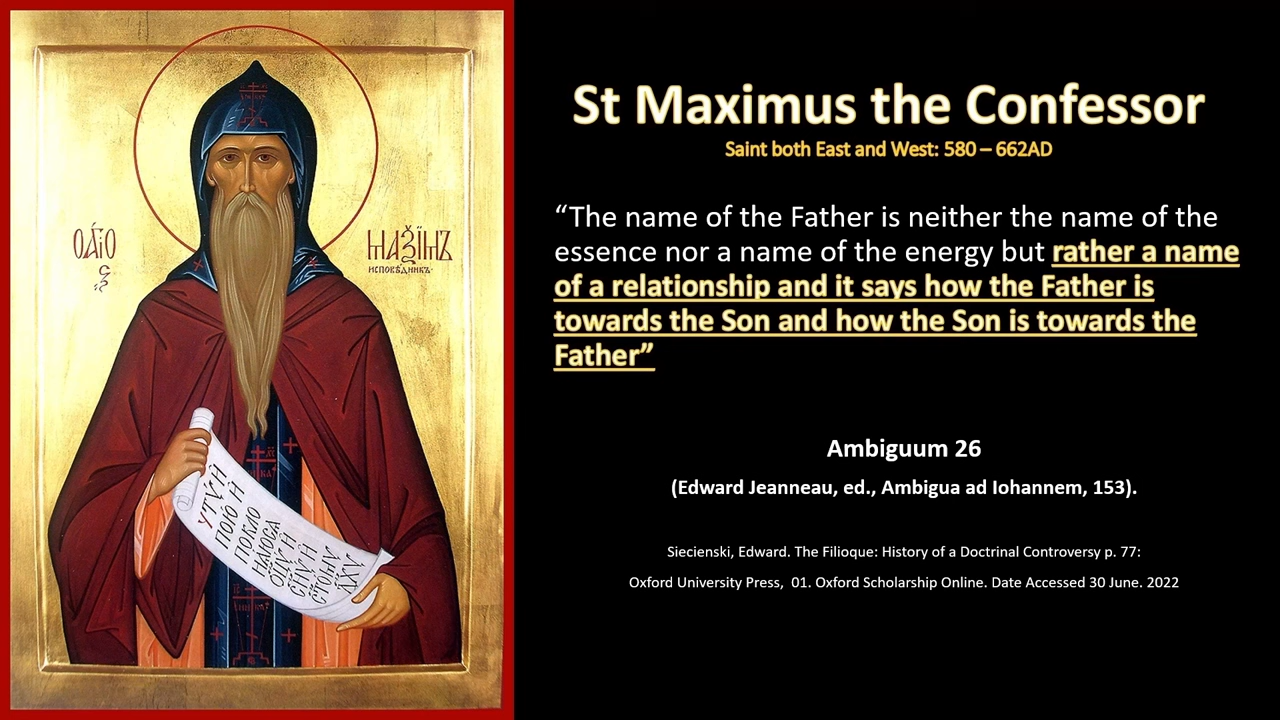 ИСПОВѢДНИКЪ
ПОЮ И
ПОКЛО
ОЦУ И
СНУ И
St Maximus the Confessor
Saint both East and West: 580 – 662AD
“The name of the Father is neither the name of the
essence nor a name of the energy but rather a name
of a relationship and it says how the Father is
towards the Son and how the Son is towards the
Father”
Ambiguum 26
(Edward Jeanneau, ed., Ambigua ad Iohannem, 153).
Siecienski, Edward. The Filioque: History of a Doctrinal Controversy p. 77:
Oxford University Press, 01. Oxford Scholarship Online. Date Accessed 30 June. 2022